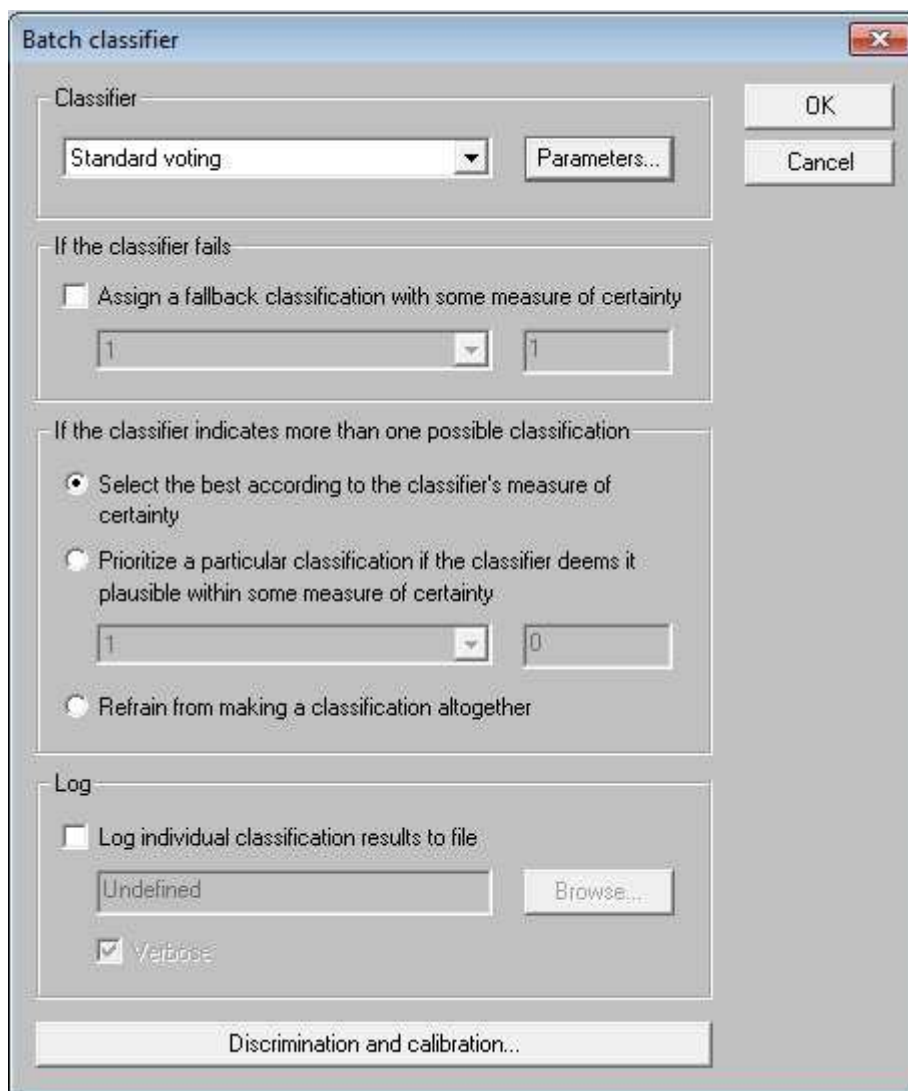 Batch classifier
Classifier
OK
Standard voting
Parameters...
Cancel
If the classifier fails
Assign a fallback classification with some measure of certainty
1
1
If the classifier indicates more than one possible classification
Select the best according to the classifier's measure of
certainty
Prioritize a particular classification if the classifier deems it
plausible within some measure of certainty
1
0
Refrain from making a classification altogether
Log
Log individual classification results to file
Undefined
Browse...
Verbose
Discrimination and calibration...